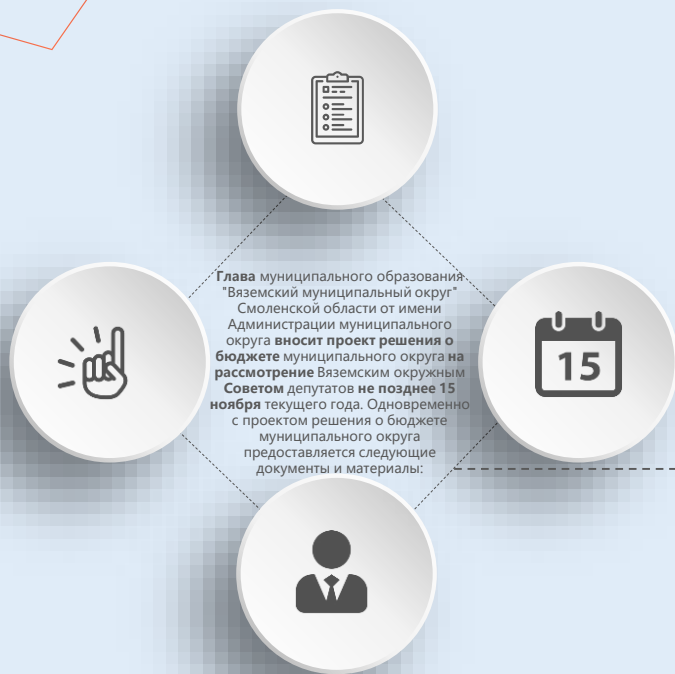 Глава муниципального образования
"Вяземский муниципальный округ"
Смоленской области от имени
Администрации муниципального
округа вносит проект решения о
бюджете муниципального округа на
рассмотрение Вяземским окружным
Советом депутатов не позднее 15
ноября текущего года. Одновременно
с проектом решения о бюджете
муниципального округа
предоставляется следующие
документы и материалы:
15